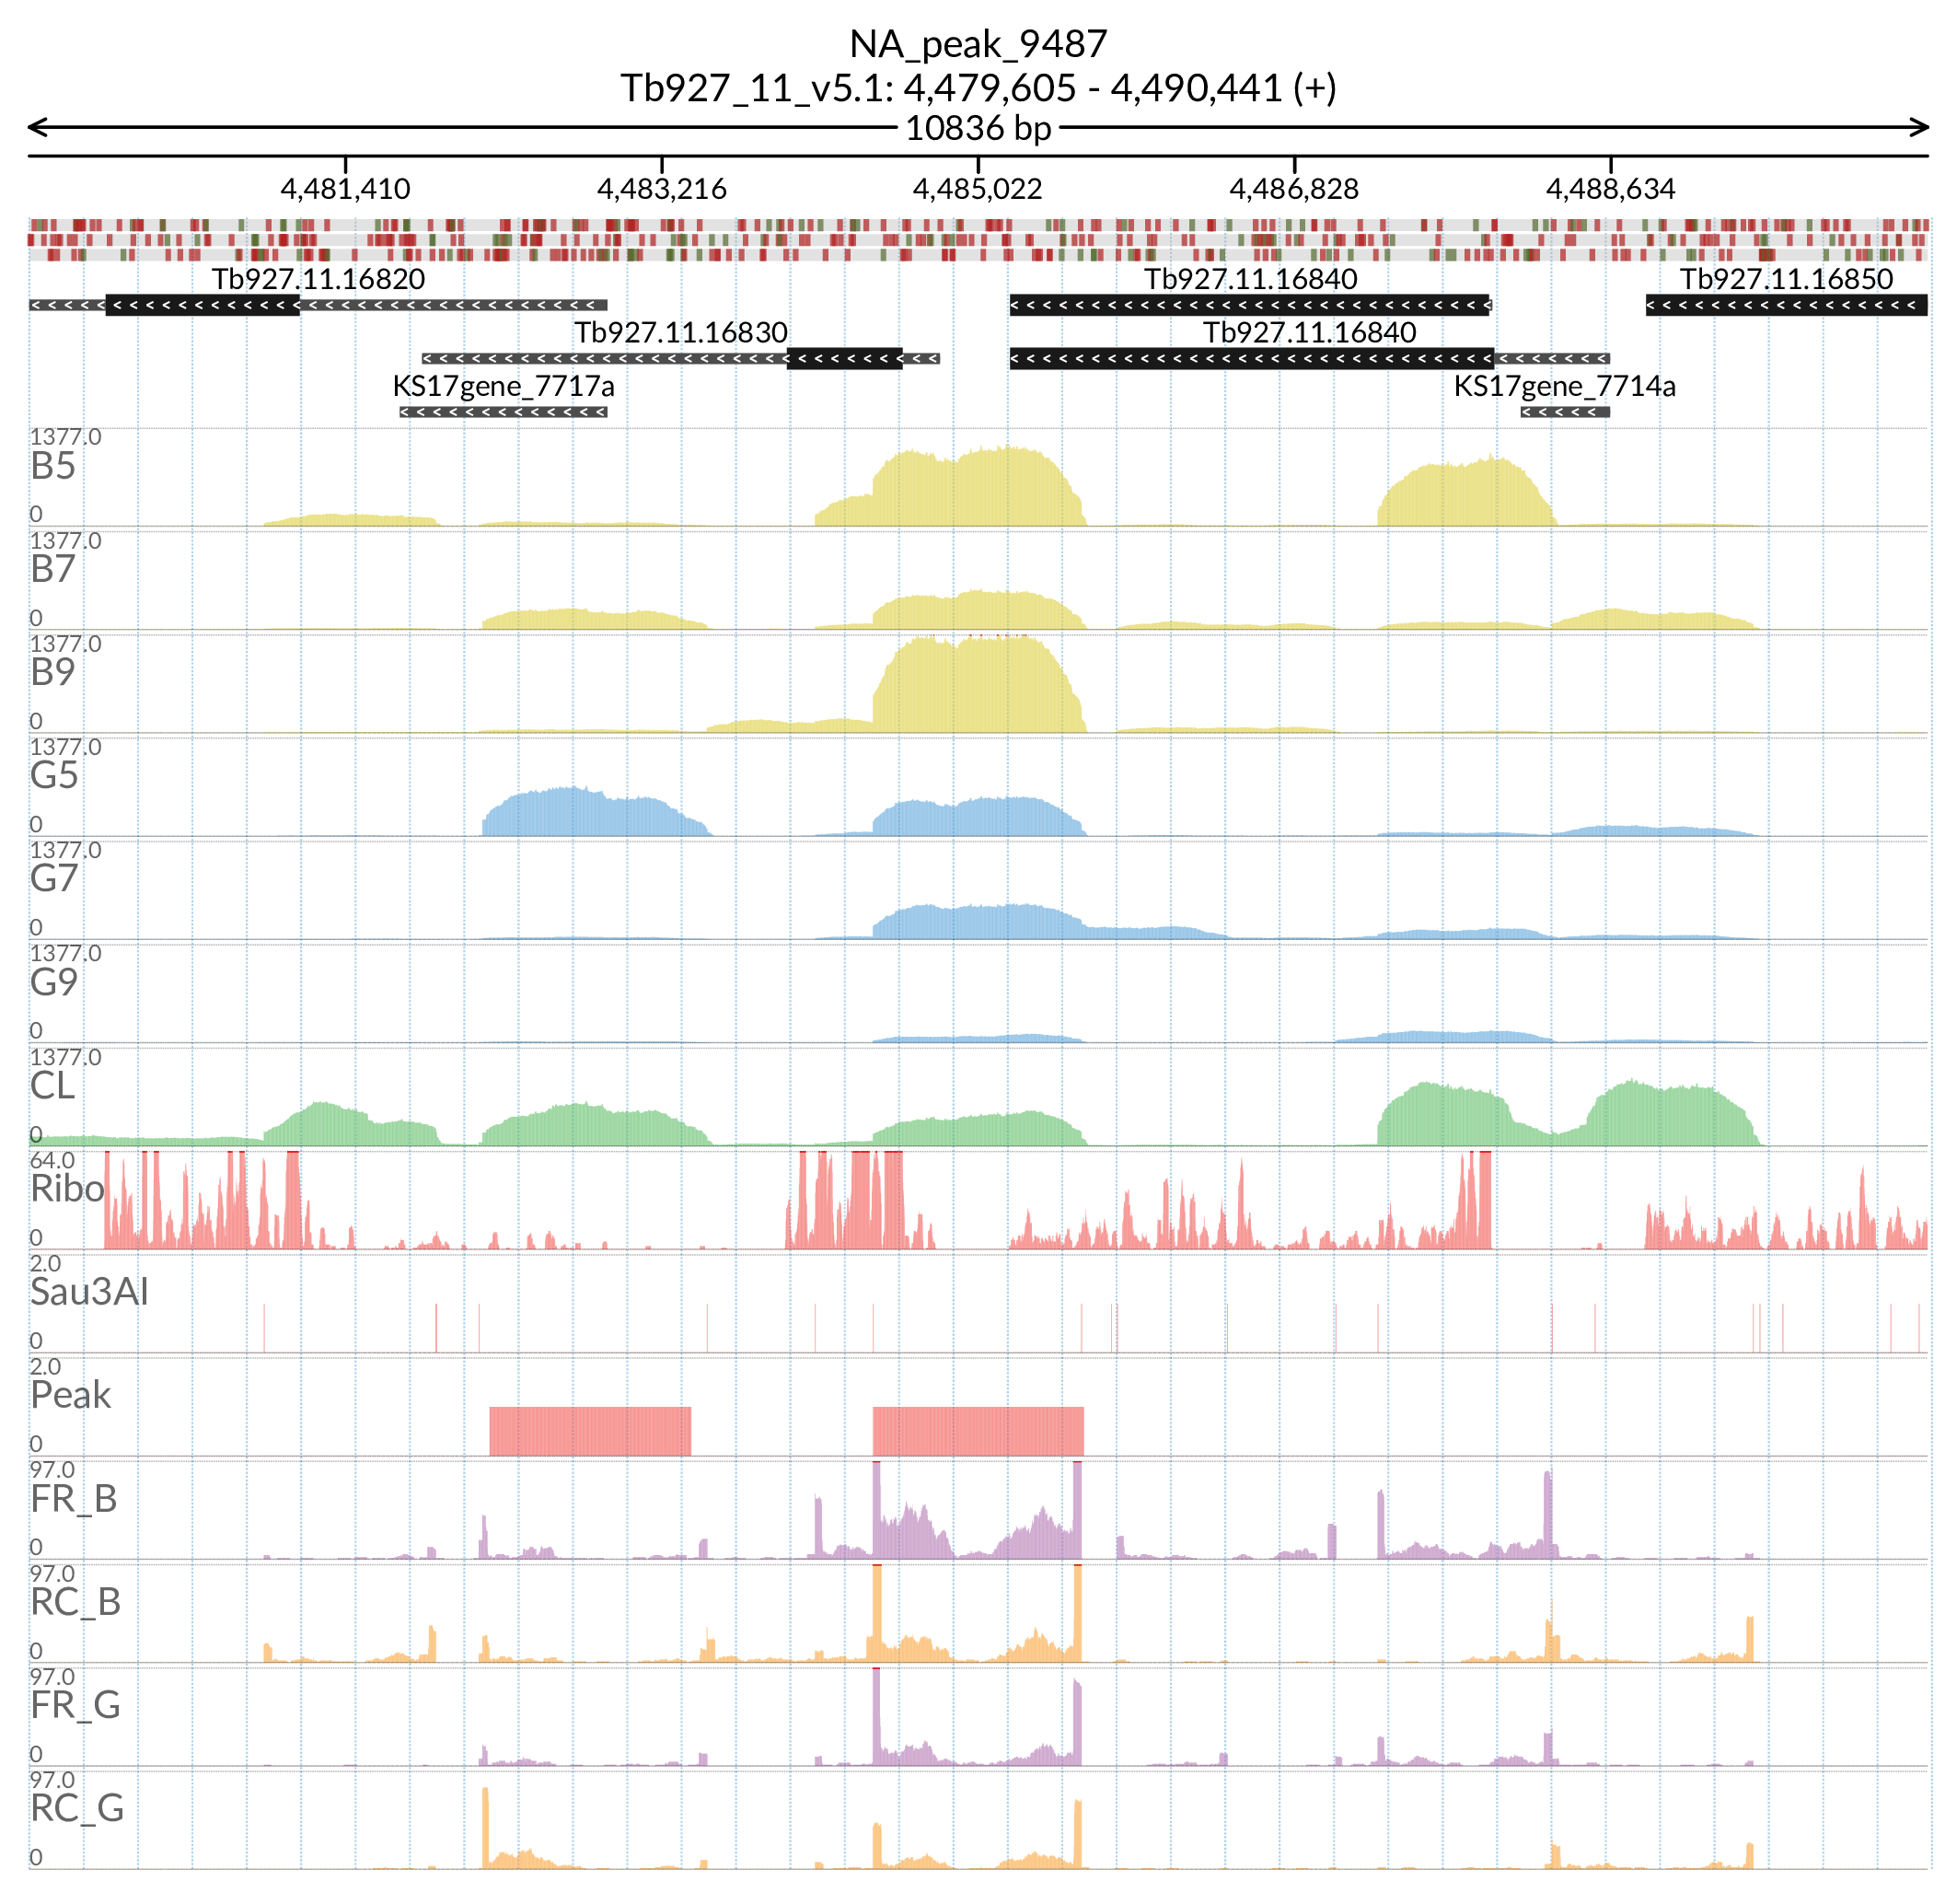 NA_peak_9487
Tb927_11_v5.1: 4,479,605 - 4,490,441 (+)
10836 bp
4,481,410 4,483,216 4,485,022 4,486,828 4,488,634
Tb927.11.16820 Tb927.11.16840 Tb927.11.16850
Tb927.11.16830 Tb927.11.16840
KS17gene_7717a KS17gene_7714a
1377.0
B5
0
1377.0
B7
0
1377.0
B9
0
1377.0
G5
0
1377.0
G7
0
1377.0
G9
0
1377.0
CL
0
64.0
Ribo
0
2.0
Sau3AI
0
2.0
Peak
0
97.0
FR_B
0
97.0
RC_B
0
97.0
FR_G
0
97.0
RC_G
0